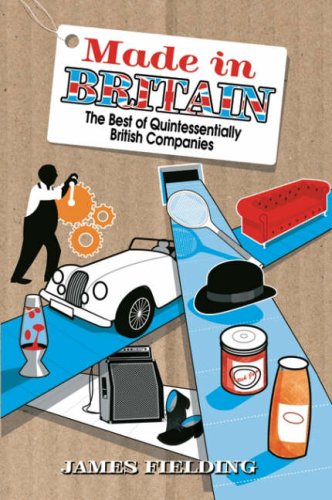 Made in
BRITAIN
The Best of Quintessentially
British Companies
JAMES FIELDING